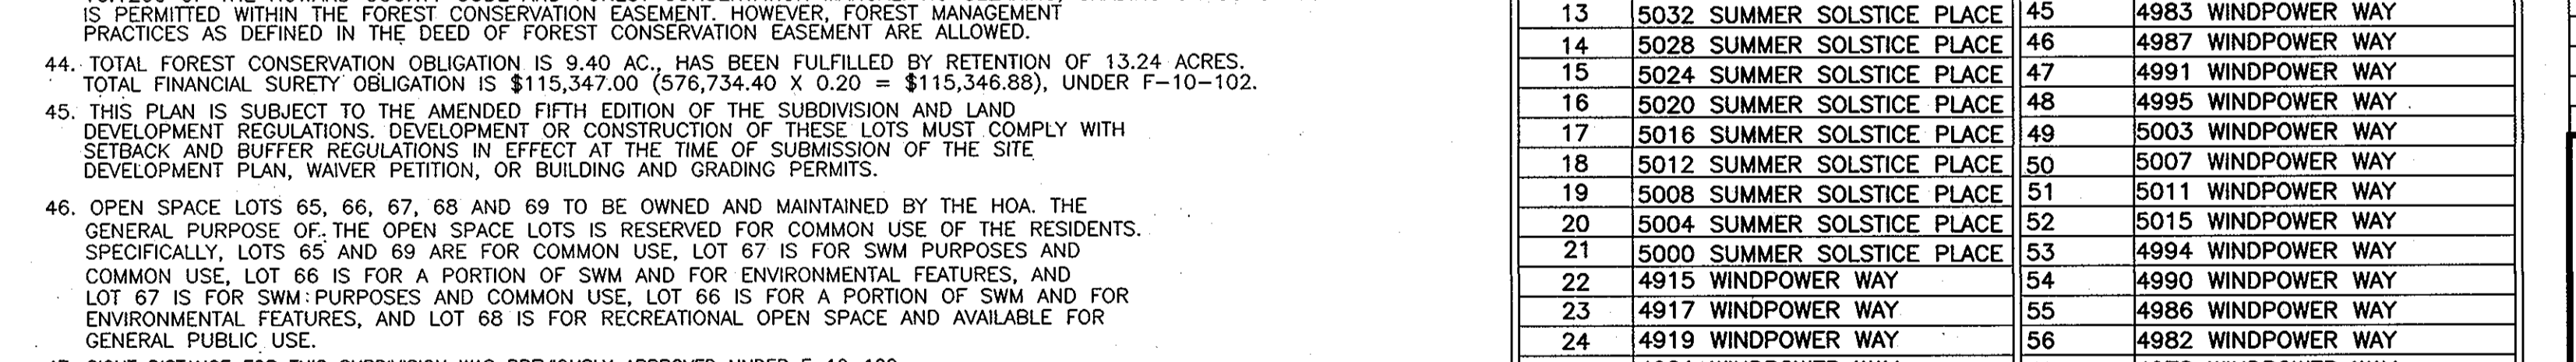 IS PERMITTED WITHIN THE FOREST CONSERVATION EASEMENT. HOWEVER, FOREST MANAGEMENT
PRACTICES AS DEFINED IN THE DEED OF FOREST CONSERVATION EASEMENT ARE ALLOWED.
44. TOTAL FOREST CONSERVATION OBLIGATION IS 9.40 AC., HAS BEEN FULFILLED BY RETENTION OF 13.24 ACRES.
TOTAL FINANCIAL SURETY OBLIGATION IS $115,347.00 (576,734.40 X 0.20 = $115,346.88), UNDER F-10-102.
45. THIS PLAN IS SUBJECT TO THE AMENDED FIFTH EDITION OF THE SUBDIVISION AND LAND
DEVELOPMENT REGULATIONS. DEVELOPMENT OR CONSTRUCTION OF THESE LOTS MUST COMPLY WITH
SETBACK AND BUFFER REGULATIONS IN EFFECT AT THE TIME OF SUBMISSION OF THE SITE
DEVELOPMENT PLAN, WAIVER PETITION, OR BUILDING AND GRADING PERMITS.
46. OPEN SPACE LOTS 65, 66, 67, 68 AND 69 TO BE OWNED AND MAINTAINED BY THE HOA. THE
GENERAL PURPOSE OF THE OPEN SPACE LOTS IS RESERVED FOR COMMON USE OF THE RESIDENTS.
SPECIFICALLY, LOTS 65 AND 69 ARE FOR COMMON USE, LOT 67 IS FOR SWM PURPOSES AND
COMMON USE, LOT 66 IS FOR A PORTION OF SWM AND FOR ENVIRONMENTAL FEATURES, AND
LOT 67 IS FOR SWM PURPOSES AND COMMON USE, LOT 66 IS FOR A PORTION OF SWM AND FOR
ENVIRONMENTAL FEATURES, AND LOT 68 IS FOR RECREATIONAL OPEN SPACE AND AVAILABLE FOR
GENERAL PUBLIC USE.
13 5032 SUMMER SOLSTICE PLACE 45 4983 WINDPOWER WAY
14 5028 SUMMER SOLSTICE PLACE 46 4987 WINDPOWER WAY
15 5024 SUMMER SOLSTICE PLACE 47 4991 WINDPOWER WAY
16 5020 SUMMER SOLSTICE PLACE 48 4995 WINDPOWER WAY
17 5016 SUMMER SOLSTICE PLACE 49 5003 WINDPOWER WAY
18 5012 SUMMER SOLSTICE PLACE 50 5007 WINDPOWER WAY
19 5008 SUMMER SOLSTICE PLACE 51 5011 WINDPOWER WAY
20 5004 SUMMER SOLSTICE PLACE 52 5015 WINDPOWER WAY
21 5000 SUMMER SOLSTICE PLACE 53 4994 WINDPOWER WAY
22 4915 WINDPOWER WAY 54 4990 WINDPOWER WAY
23 4917 WINDPOWER WAY 55 4986 WINDPOWER WAY
24 4919 WINDPOWER WAY 56 4982 WINDPOWER WAY